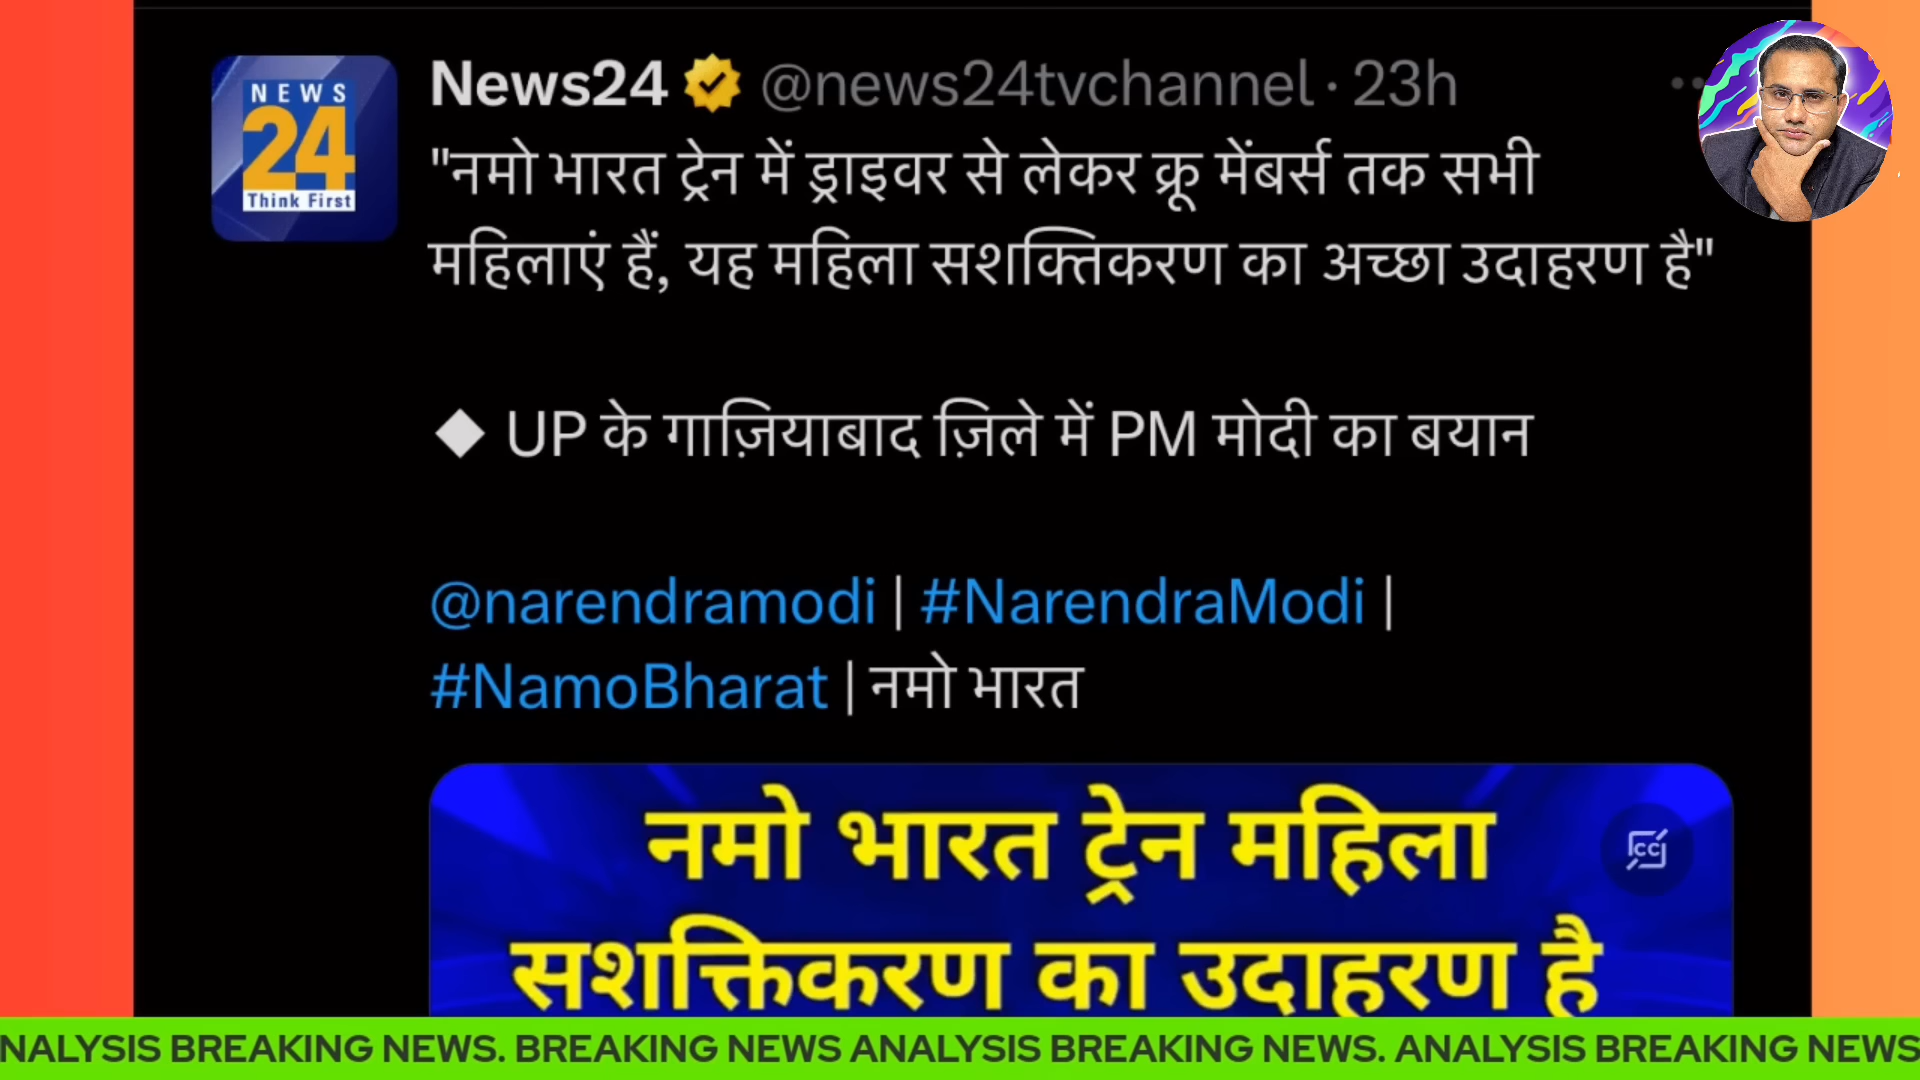 NEWS
24
Think First
News24 @news24tvchannel · 23h
"नमो भारत ट्रेन में ड्राइवर से लेकर क्रू मेंबर्स तक सभी
महिलाएं हैं, यह महिला सशक्तिकरण का अच्छा उदाहरण है"
◆ UP के गाज़ियाबाद ज़िले में PM मोदी का बयान
@narendramodi | #NarendraModi |
#NamoBharat | नमो भारत
नमो भारत ट्रेन महिला
CC
सशक्तिकरण का उदाहरण है
NALYSIS BREAKING NEWS. BREAKING NEWS ANALYSIS BREAKING NEWS. ANALYSIS BREAKING NEWS